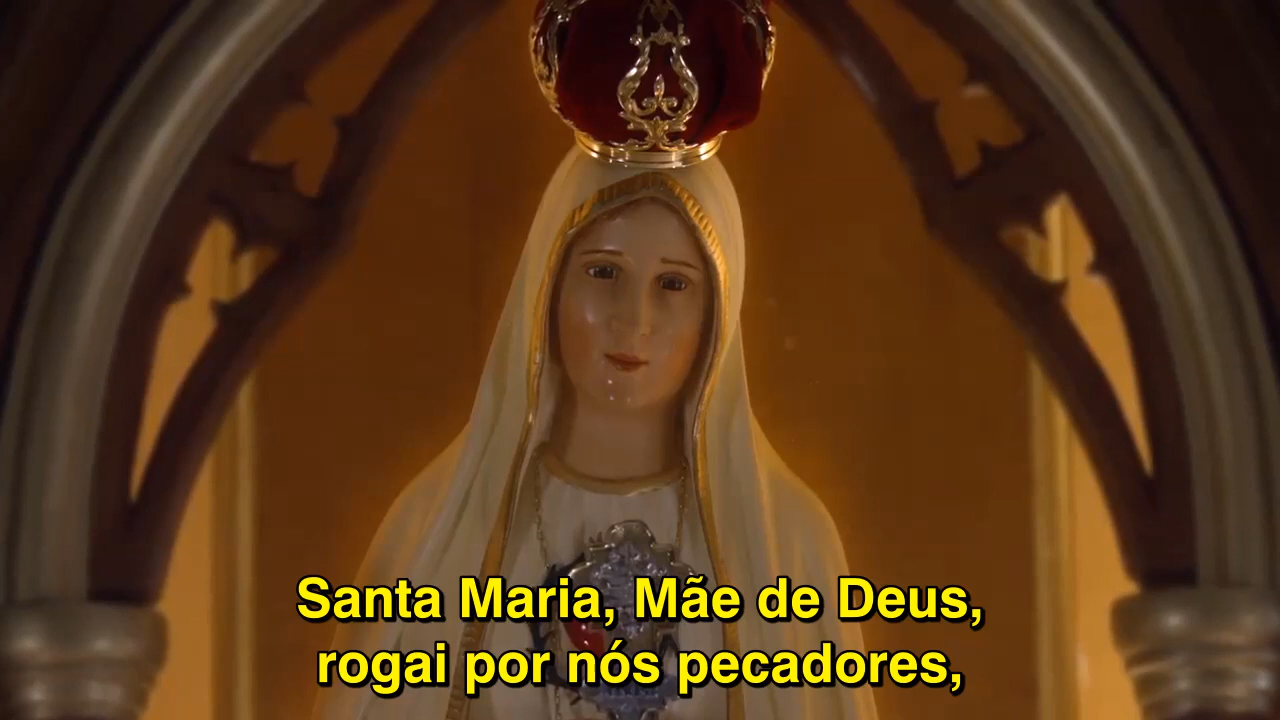 Santa Maria, Mãe de Deus,
rogai por nós pecadores,